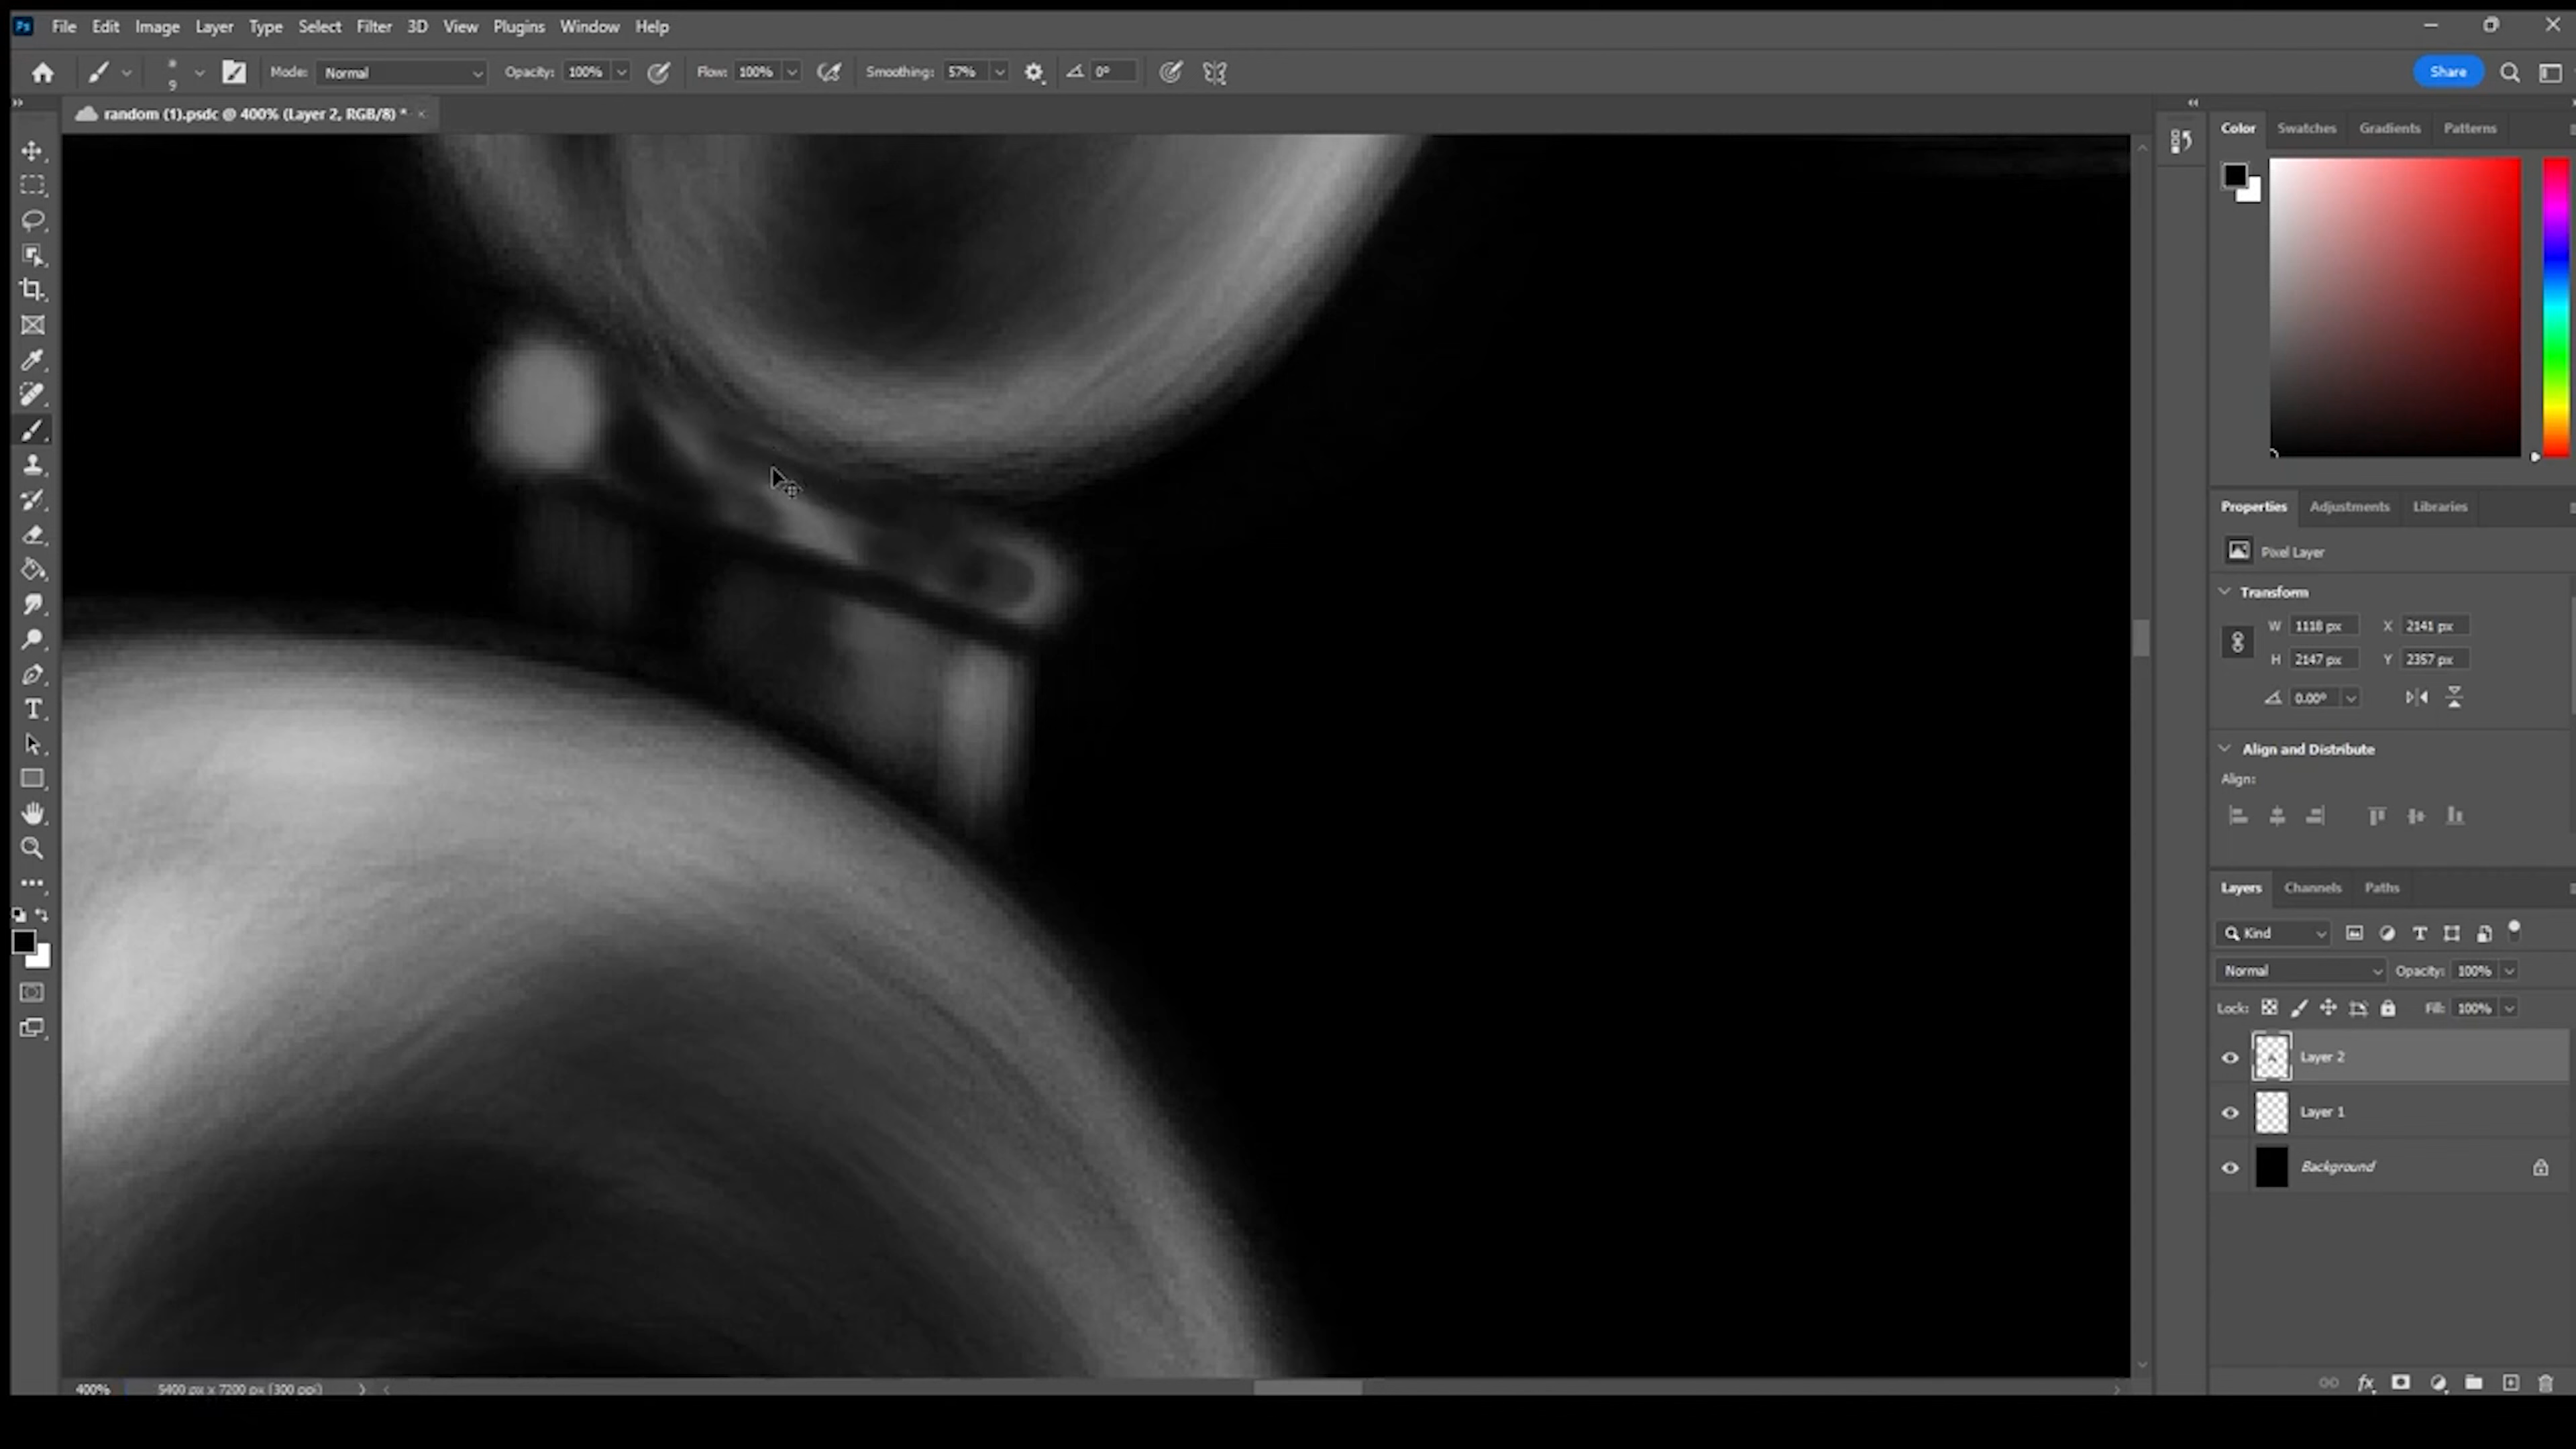 Ps File Edit Image Layer Type Select Filter 3D View Plugins Window Help
9 Mode: Normal Opacity: 100% Flow: 100% Smoothing: 57% 0° Share
random (1).psdc @ 400% (Layer 2, RGB/8) *
Color Swatches Gradients Patterns
Properties Adjustments Libraries
Pixel Layer
Transform
W 1118 px X 2141 px
H 2147 px Y 2357 px
0.00°
Align and Distribute
Align:
Layers Channels Paths
Kind
Normal Opacity: 100%
Lock: Fill: 100%
Layer 2
Layer 1
Background
400% 5400 px x 7200 px (300 ppi)